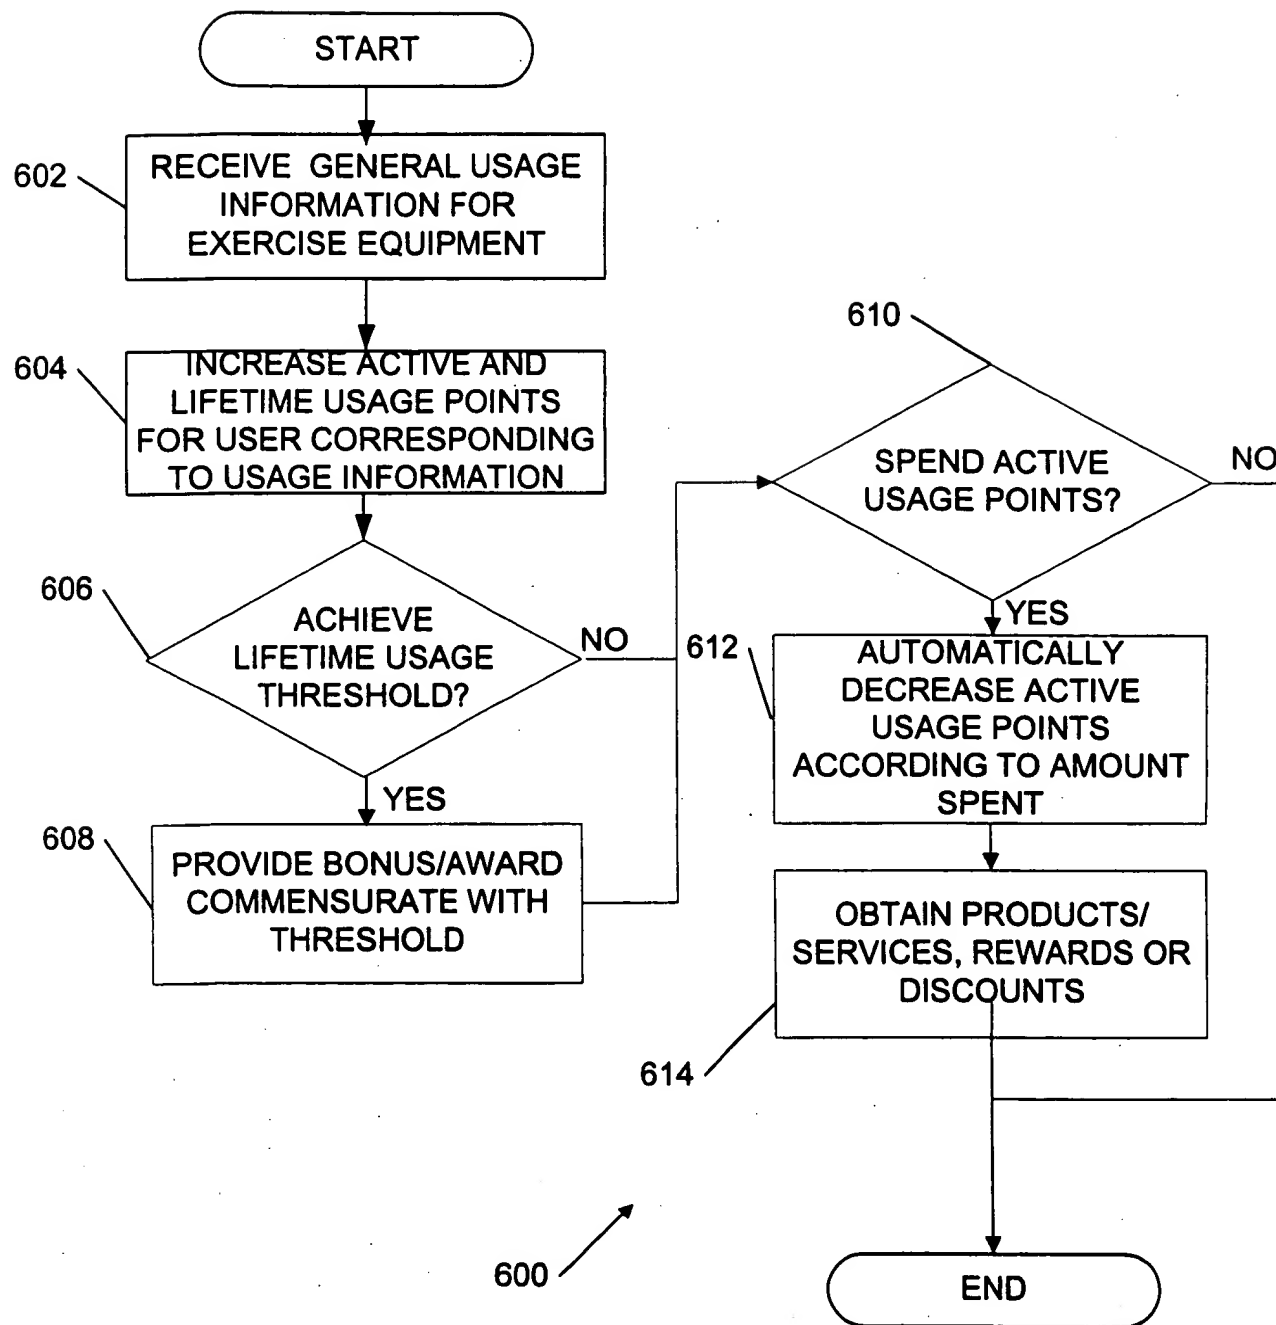 START
602
RECEIVE GENERAL USAGE
INFORMATION FOR
EXERCISE EQUIPMENT
604
INCREASE ACTIVE AND
LIFETIME USAGE POINTS
FOR USER CORRESPONDING
TO USAGE INFORMATION
606
ACHIEVE
LIFETIME USAGE
THRESHOLD?
NO
YES
608
PROVIDE BONUS/AWARD
COMMENSURATE WITH
THRESHOLD
610
SPEND ACTIVE
USAGE POINTS?
NO
YES
612
AUTOMATICALLY
DECREASE ACTIVE
USAGE POINTS
ACCORDING TO AMOUNT
SPENT
OBTAIN PRODUCTS/
SERVICES, REWARDS OR
DISCOUNTS
614
600
END